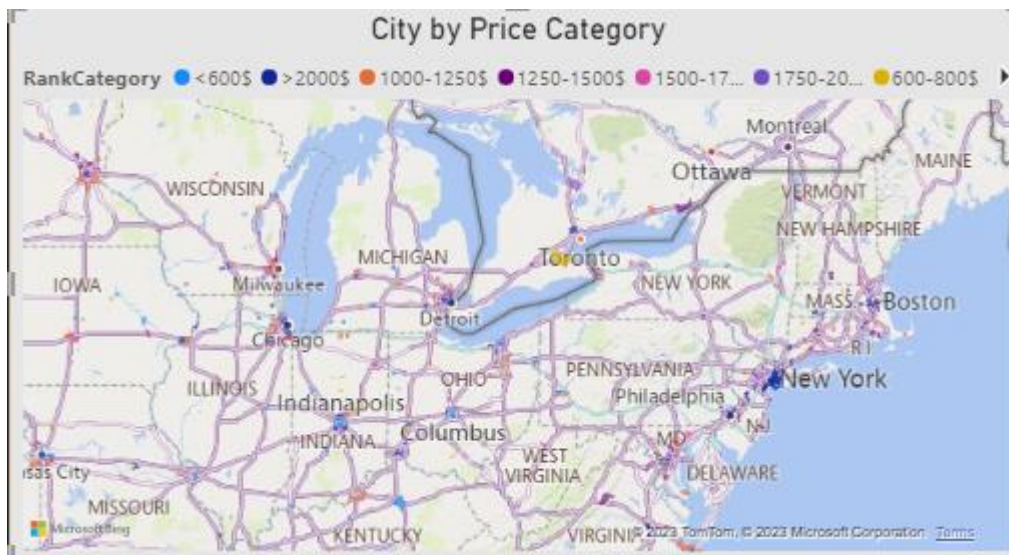 City by Price Category
RankCategory <600$ >2000$ 1000-1250$ 1250-1500$ 1500-17... 1750-20... 600-800$
Montreal
Ottawa
MAINE
WISCONSIN
VERMONT
NEW HAMPSHIRE
MICHIGAN
Toronto
IOWA
Milwaukee
NEW YORK
MASS
Boston
Detroit
Chicago
R I
OHIO
PENNSYLVANIA
New York
ILLINOIS
Philadelphia
Indianapolis
NJ
INDIANA
Columbus
MD
WEST
VIRGINIA
DELAWARE
sas City
MISSOURI
KENTUCKY
VIRGINIA
Microsoft Bing
© 2023 TomTom, © 2023 Microsoft Corporation Terms